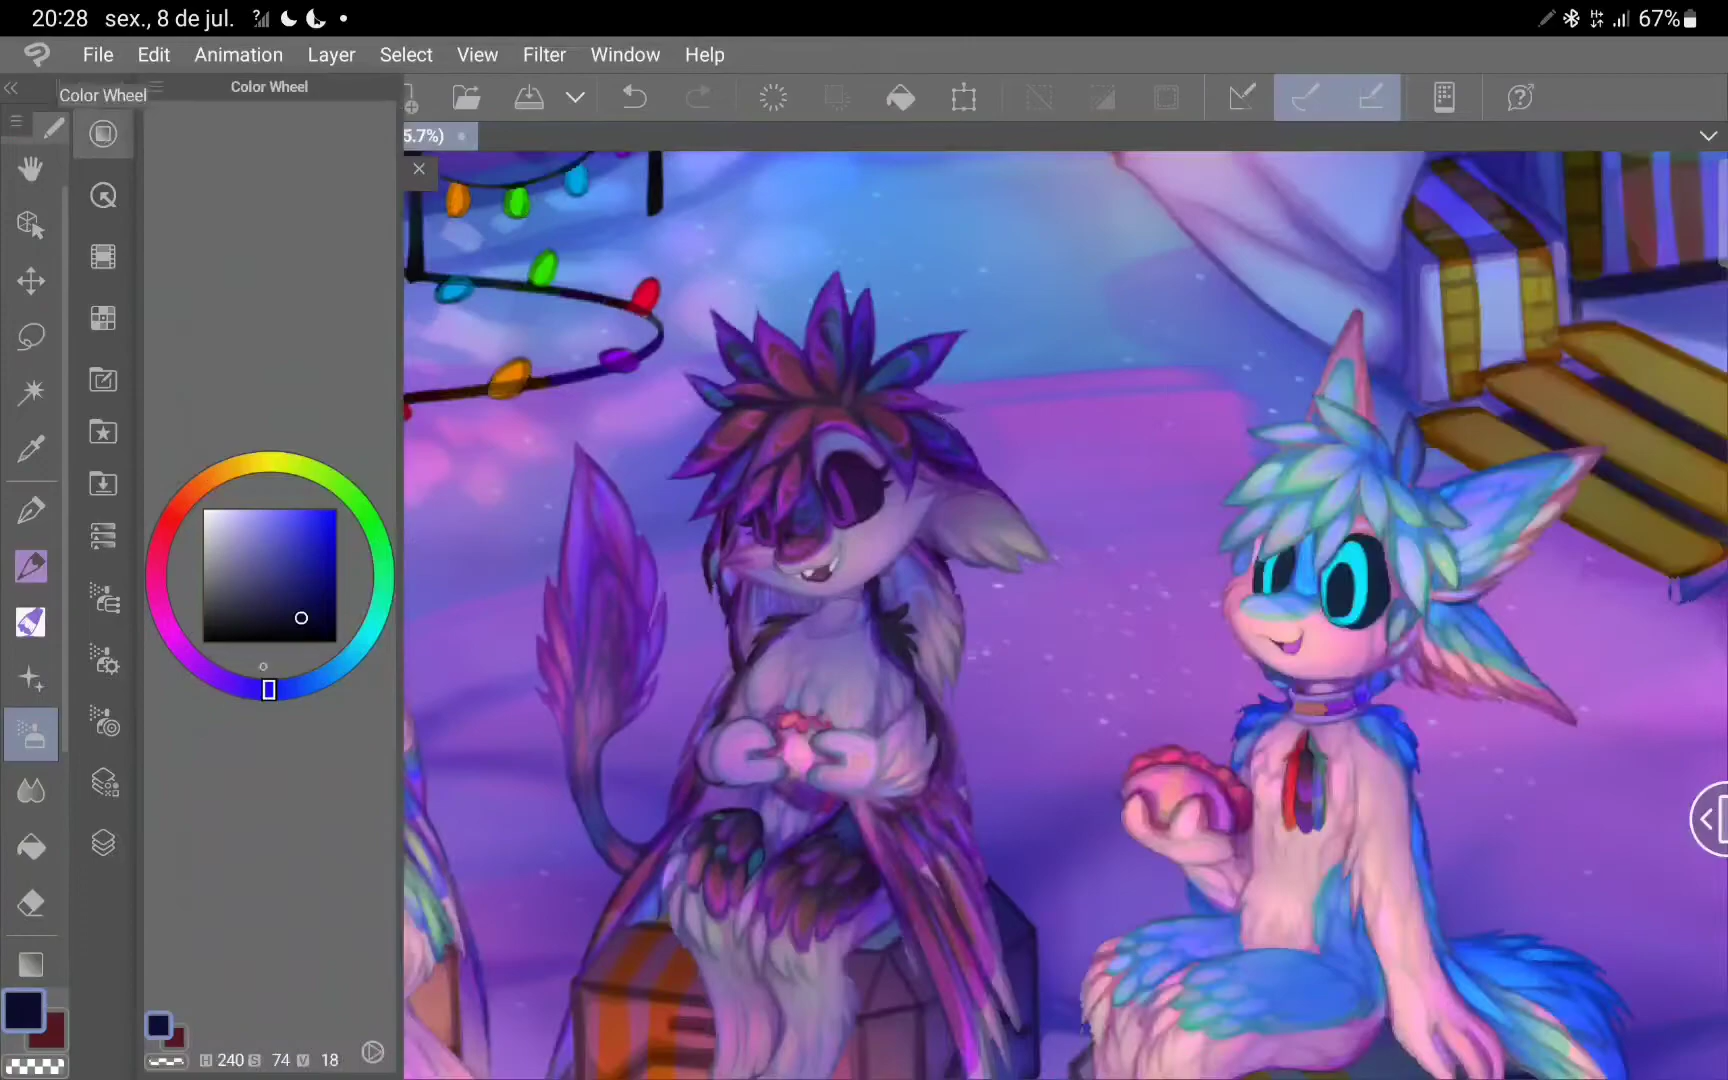 20:28 sex., 8 de jul. 67%
File Edit Animation Layer Select View Filter Window Help
Color Wheel
Color Wheel
5.7%)
H 240 S 74 V 18